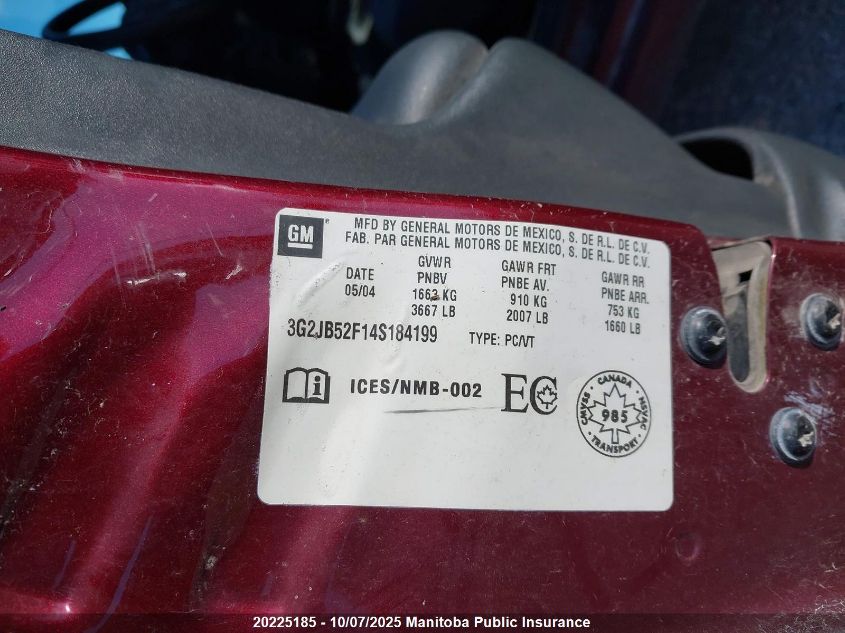 GM
MFD BY GENERAL MOTORS DE MEXICO, S. DE R.L. DE C.V.
FAB. PAR GENERAL MOTORS DE MEXICO, S. DE R.L. DE C.V.
DATE
05/04
GVWR
PNBV
1663 KG
3667 LB
GAWR FRT
PNBE AV.
910 KG
2007 LB
GAWR RR
PNBE ARR.
753 KG
1660 LB
3G2JB52F14S184199 TYPE: PC/VT
i ICES/NMB-002 EC
CANADA
CMVSS - NSVAC
985
TRANSPORT
20225185 - 10/07/2025 Manitoba Public Insurance